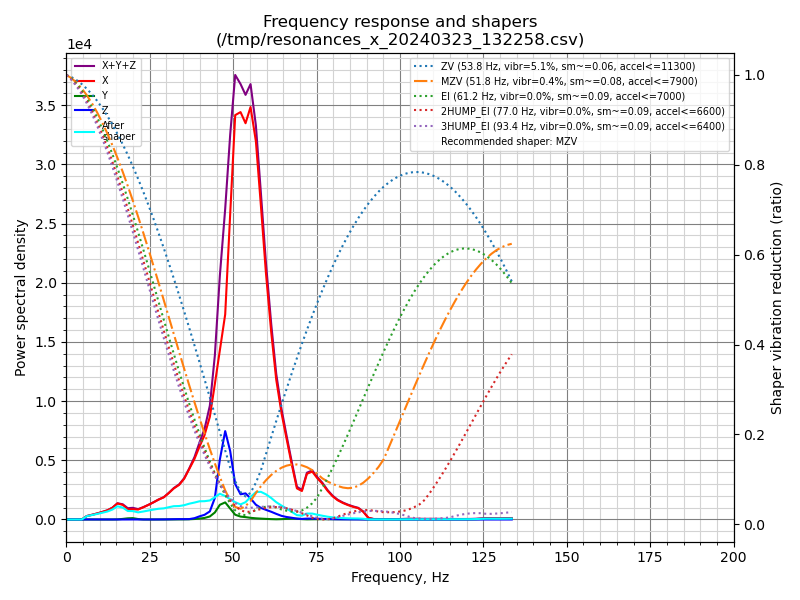 Frequency response and shapers
(/tmp/resonances_x_20240323_132258.csv)
1e4
X+Y+Z
X
Y
Z
After
shaper
ZV (53.8 Hz, vibr=5.1%, sm~=0.06, accel<=11300)
MZV (51.8 Hz, vibr=0.4%, sm~=0.08, accel<=7900)
EI (61.2 Hz, vibr=0.0%, sm~=0.09, accel<=7000)
2HUMP_EI (77.0 Hz, vibr=0.0%, sm~=0.09, accel<=6600)
3HUMP_EI (93.4 Hz, vibr=0.0%, sm~=0.09, accel<=6400)
Recommended shaper: MZV
3.5
3.0
2.5
2.0
1.5
1.0
0.5
0.0
Power spectral density
1.0
0.8
0.6
0.4
0.2
0.0
Shaper vibration reduction (ratio)
0 25 50 75 100 125 150 175 200
Frequency, Hz